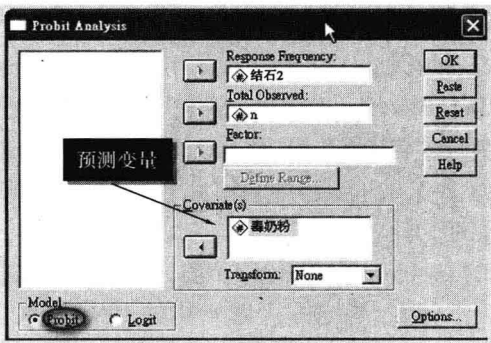 Probit Analysis
Response Frequency:
结石2
Total Observed:
n
Factor:
Define Range...
预测变量
Covariate(s)
毒奶粉
Transform: None
Model
Probit Logit
OK
Paste
Reset
Cancel
Help
Options...